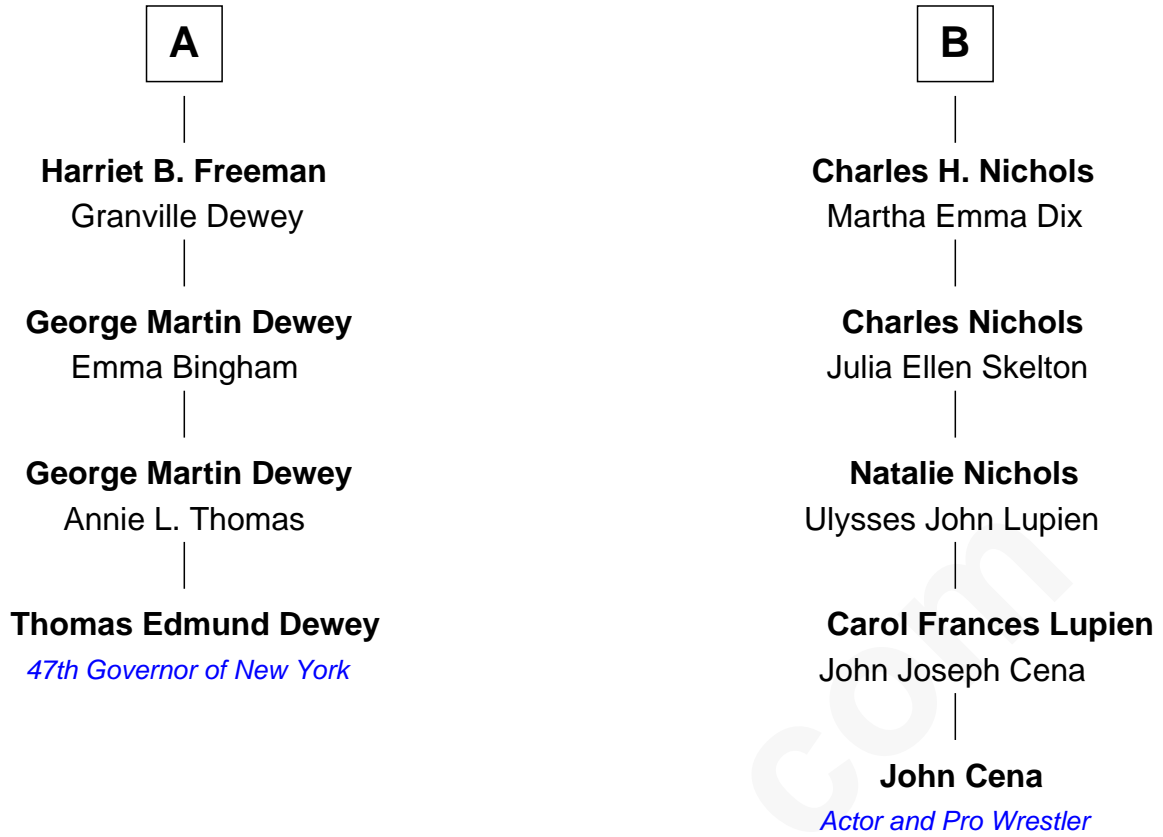 A
Harriet B. Freeman
Granville Dewey
George Martin Dewey
Emma Bingham
George Martin Dewey
Annie L. Thomas
Thomas Edmund Dewey
47th Governor of New York
B
Charles H. Nichols
Martha Emma Dix
Charles Nichols
Julia Ellen Skelton
Natalie Nichols
Ulysses John Lupien
Carol Frances Lupien
John Joseph Cena
John Cena
Actor and Pro Wrestler
com